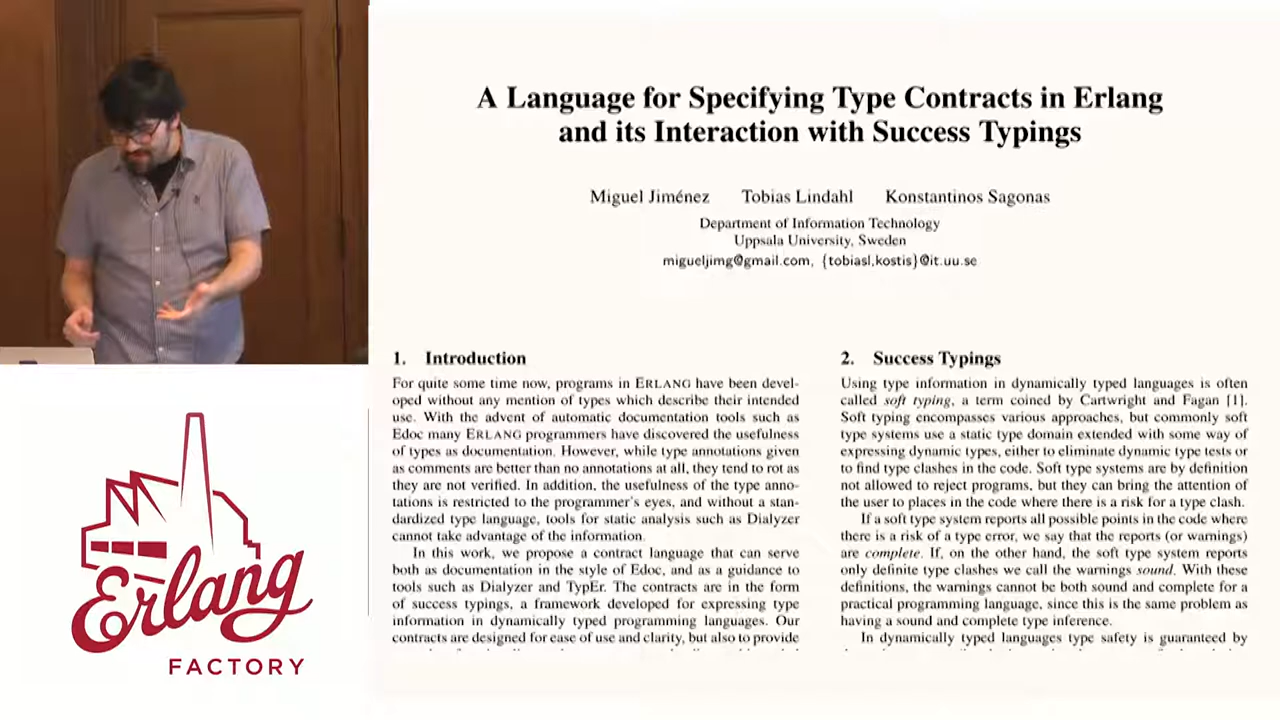 A Language for Specifying Type Contracts in Erlang
and its Interaction with Success Typings
Miguel Jiménez Tobias Lindahl Konstantinos Sagonas
Department of Information Technology
Uppsala University, Sweden
migueljimg@gmail.com, {tobiasl,kostis}@it.uu.se
1. Introduction
For quite some time now, programs in ERLANG have been devel-
oped without any mention of types which describe their intended
use. With the advent of automatic documentation tools such as
Edoc many ERLANG programmers have discovered the usefulness
of types as documentation. However, while type annotations given
as comments are better than no annotations at all, they tend to rot as
they are not verified. In addition, the usefulness of the type anno-
tations is restricted to the programmer's eyes, and without a stan-
dardized type language, tools for static analysis such as Dialyzer
cannot take advantage of the information.
In this work, we propose a contract language that can serve
both as documentation in the style of Edoc, and as a guidance to
tools such as Dialyzer and TypEr. The contracts are in the form
of success typings, a framework developed for expressing type
information in dynamically typed programming languages. Our
contracts are designed for ease of use and clarity, but also to provide
2. Success Typings
Using type information in dynamically typed languages is often
called soft typing, a term coined by Cartwright and Fagan [1].
Soft typing encompasses various approaches, but commonly soft
type systems use a static type domain extended with some way of
expressing dynamic types, either to eliminate dynamic type tests or
to find type clashes in the code. Soft type systems are by definition
not allowed to reject programs, but they can bring the attention of
the user to places in the code where there is a risk for a type clash.
If a soft type system reports all possible points in the code where
there is a risk of a type error, we say that the reports (or warnings)
are complete. If, on the other hand, the soft type system reports
only definite type clashes we call the warnings sound. With these
definitions, the warnings cannot be both sound and complete for a
practical programming language, since this is the same problem as
having a sound and complete type inference.
In dynamically typed languages type safety is guaranteed by
Erlang
FACTORY